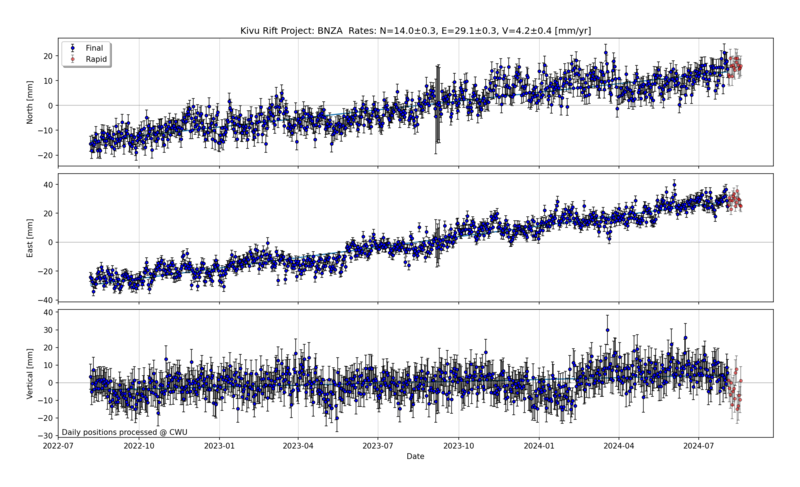 Kivu Rift Project: BNZA Rates: N=14.0±0.3, E=29.1±0.3, V=4.2±0.4 [mm/yr]
Final
Rapid
North [mm]
20
10
0
−10
−20
East [mm]
40
20
0
−20
−40
Vertical [mm]
40
30
20
10
0
−10
−20
−30
Daily positions processed @ CWU
2022-07 2022-10 2023-01 2023-04 2023-07 2023-10 2024-01 2024-04 2024-07
Date